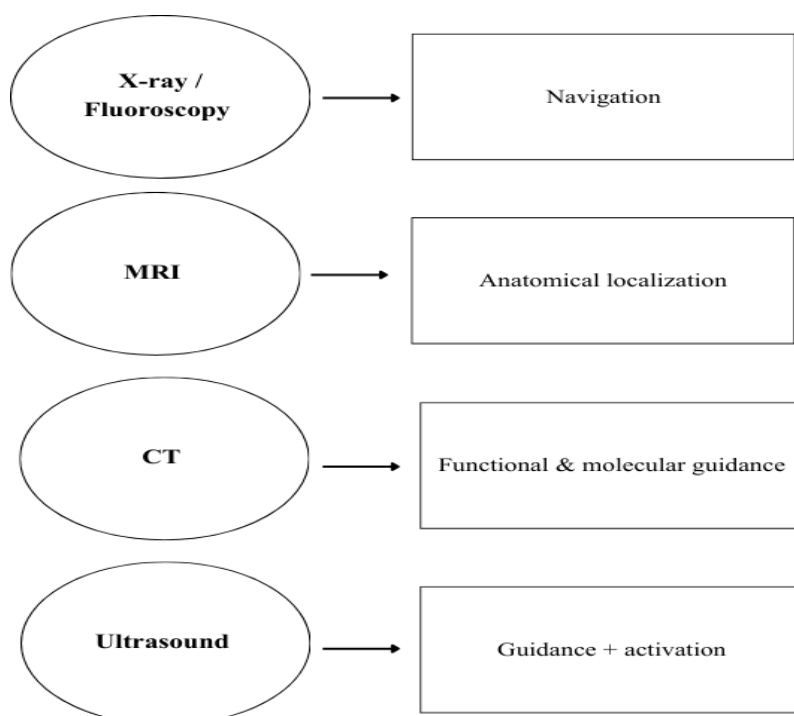 X-ray /
Fluoroscopy
Navigation
MRI
Anatomical localization
CT
Functional & molecular guidance
Ultrasound
Guidance + activation